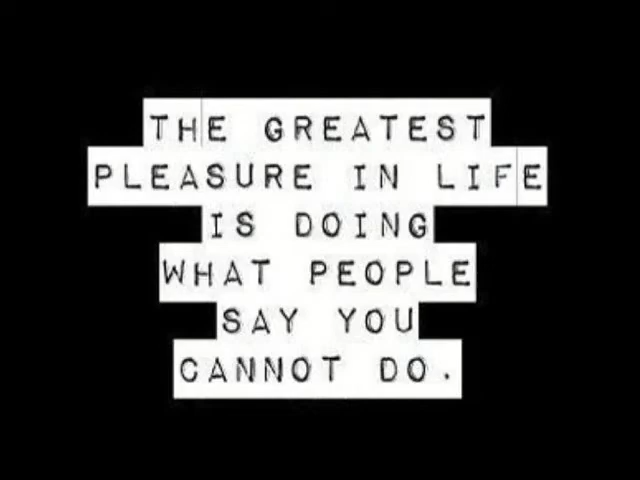 THE GREATEST
PLEASURE IN LIFE
IS DOING
WHAT PEOPLE
SAY YOU
CANNOT DO.